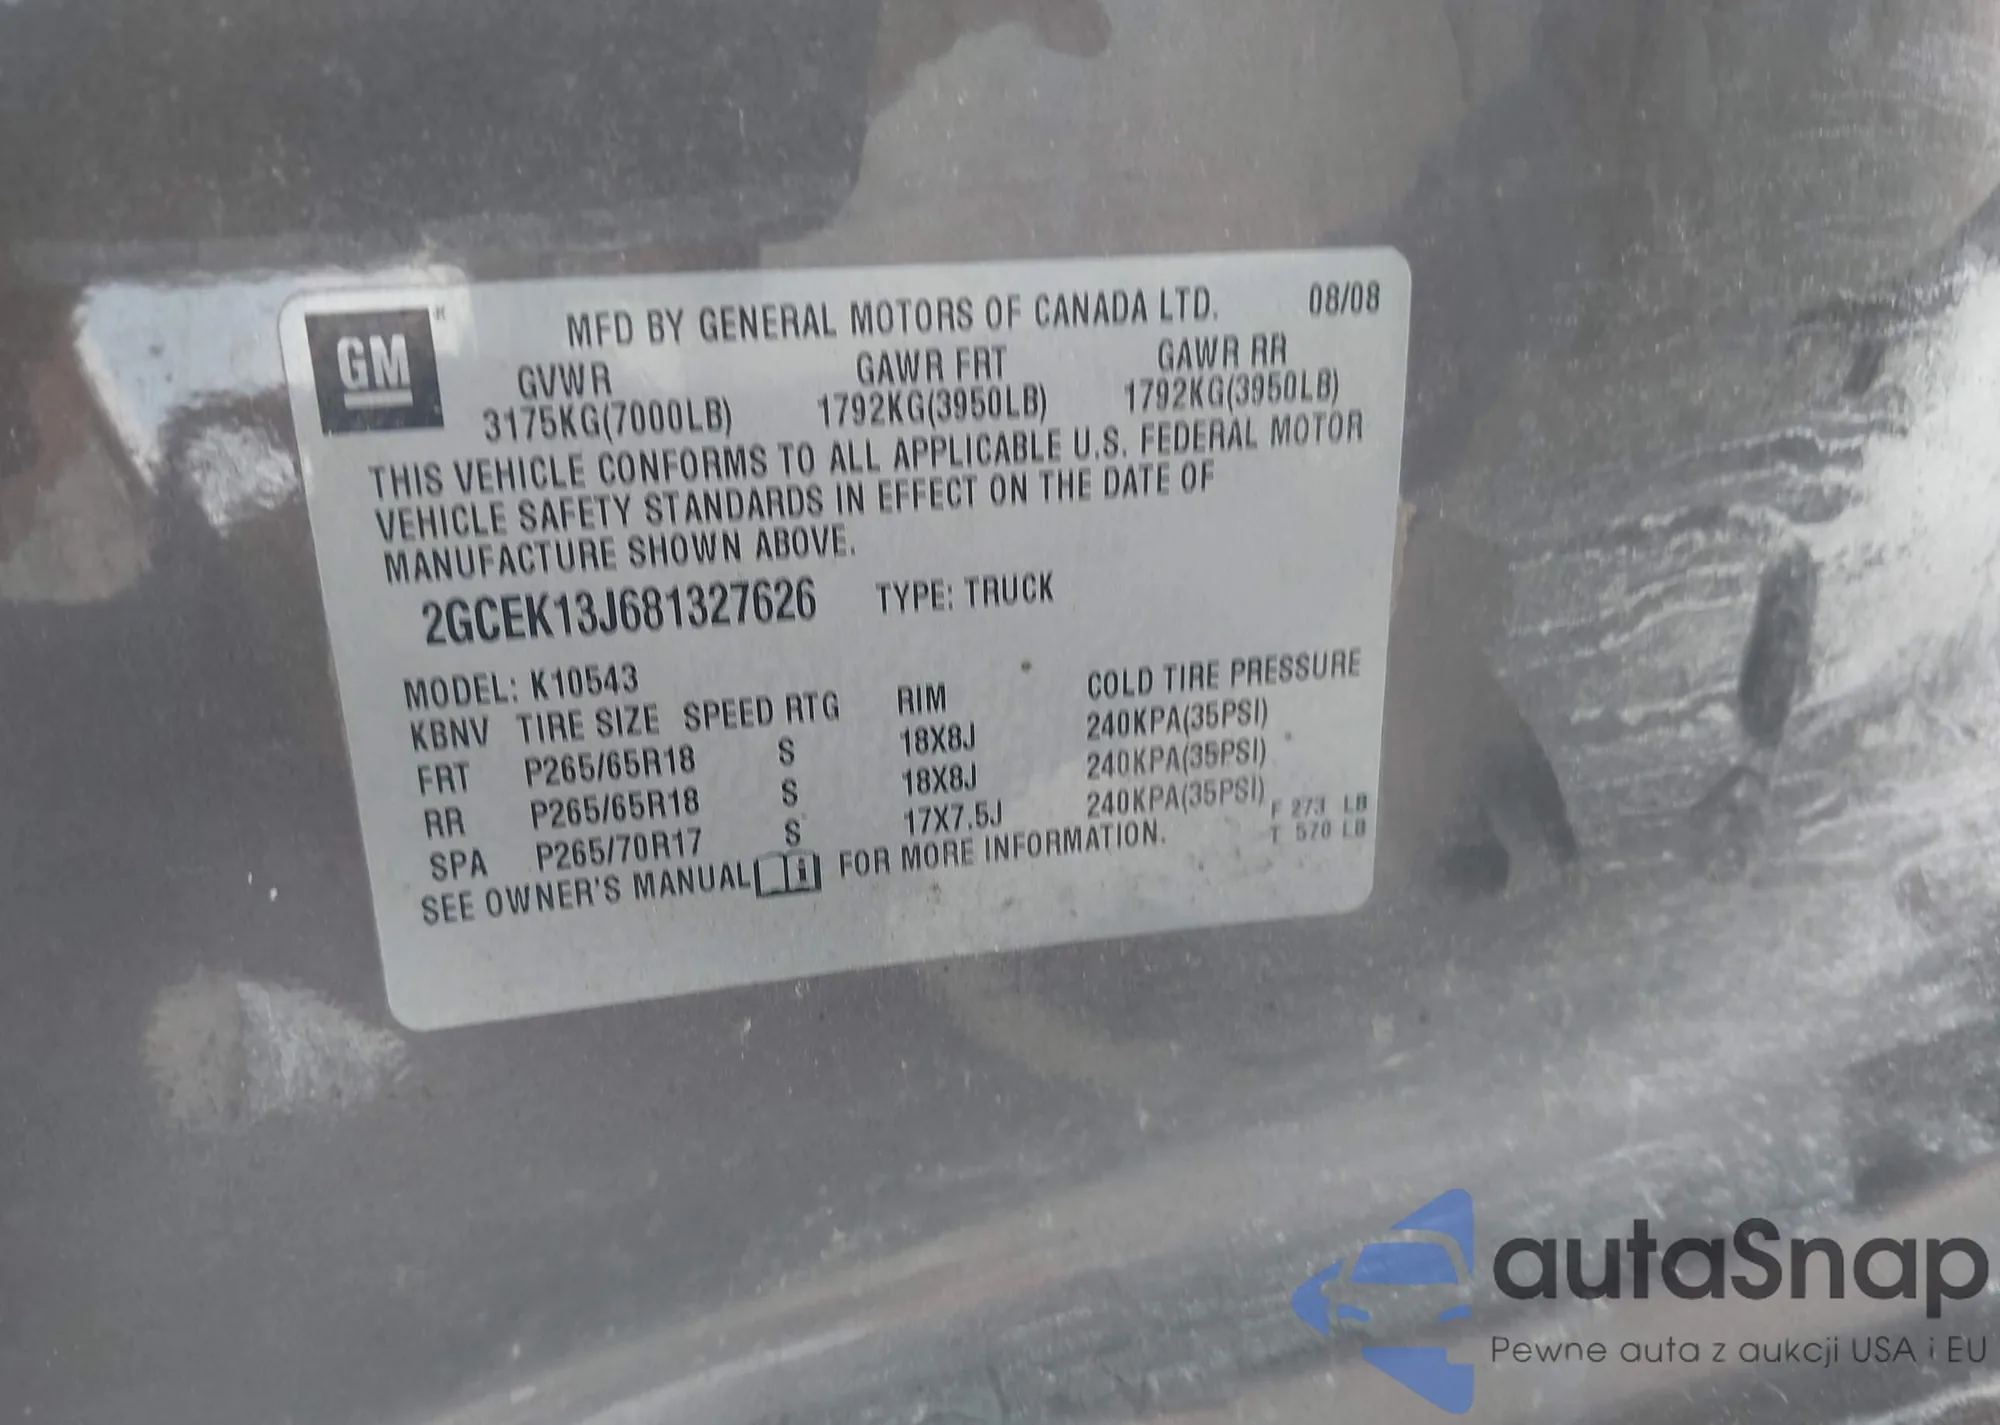 GM
MFD BY GENERAL MOTORS OF CANADA LTD. 08/08
GVWR GAWR FRT GAWR RR
3175KG(7000LB) 1792KG(3950LB) 1792KG(3950LB)
THIS VEHICLE CONFORMS TO ALL APPLICABLE U.S. FEDERAL MOTOR
VEHICLE SAFETY STANDARDS IN EFFECT ON THE DATE OF
MANUFACTURE SHOWN ABOVE.
2GCEK13J681327626 TYPE: TRUCK
MODEL: K10543
KBNV TIRE SIZE SPEED RTG RIM COLD TIRE PRESSURE
FRT P265/65R18 S 18X8J 240KPA(35PSI)
RR P265/65R18 S 18X8J 240KPA(35PSI)
SPA P265/70R17 S 17X7.5J 240KPA(35PSI)
F 273 LB
T 570 LB
SEE OWNER'S MANUAL i FOR MORE INFORMATION.
autaSnap
Pewne auta z aukcji USA i EU